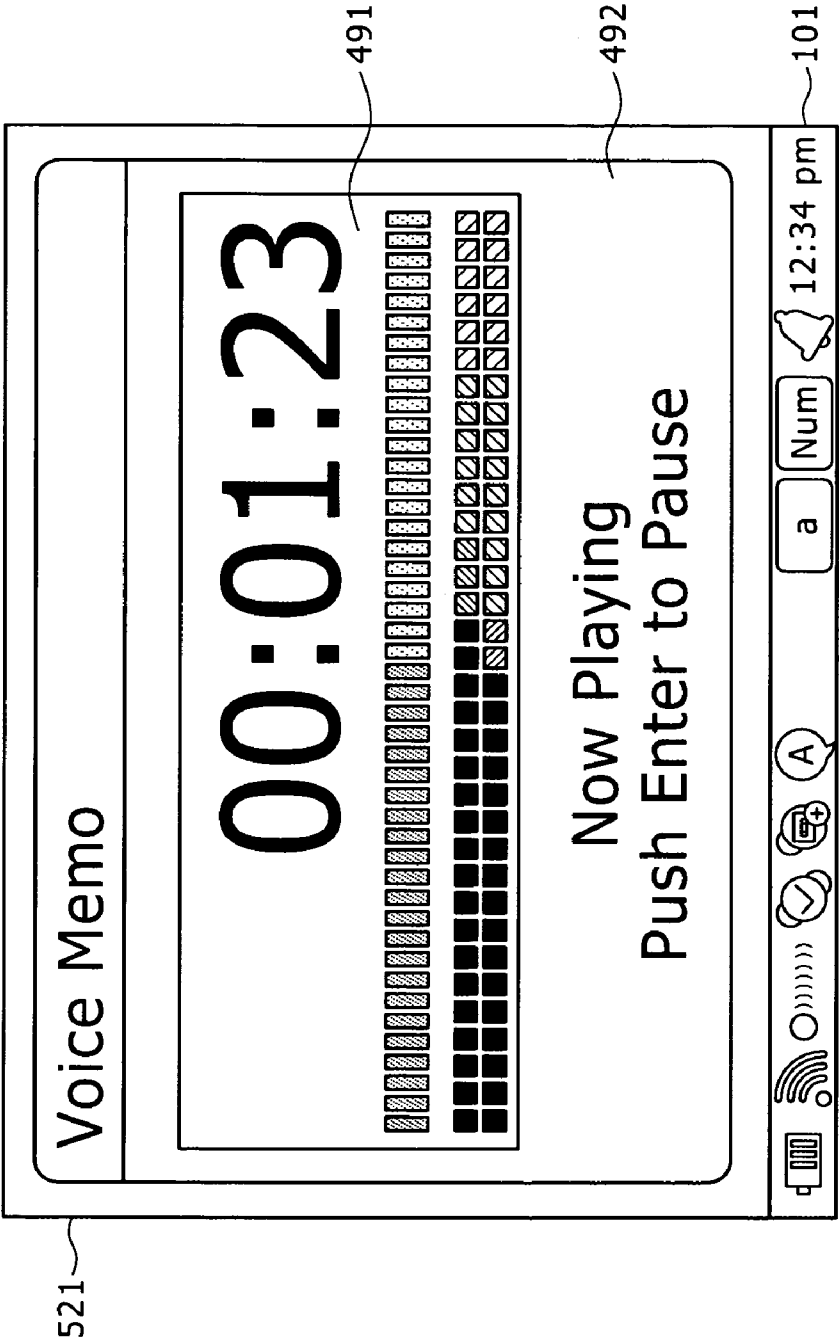 521
Voice Memo
00:01:23
491
Now Playing
Push Enter to Pause
492
A
a
Num
12:34 pm
101